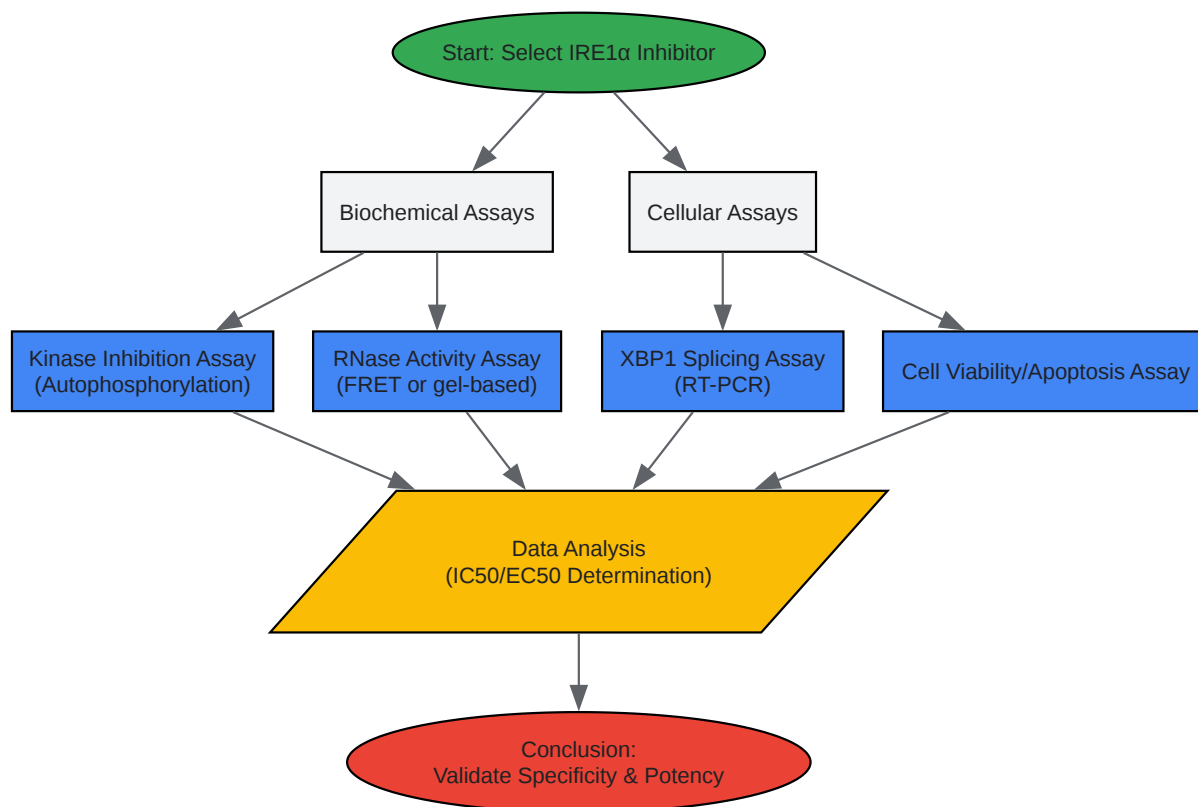 Start: Select IRE1α Inhibitor
Biochemical Assays
Cellular Assays
Kinase Inhibition Assay
(Autophosphorylation)
RNase Activity Assay
(FRET or gel-based)
XBP1 Splicing Assay
(RT-PCR)
Cell Viability/Apoptosis Assay
Data Analysis
(IC50/EC50 Determination)
Conclusion:
Validate Specificity & Potency